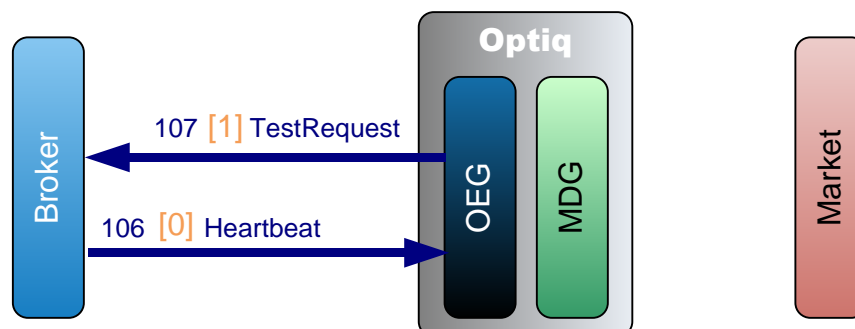 Optiq
Broker
107 [1] TestRequest
106 [0] Heartbeat
OEG
MDG
Market